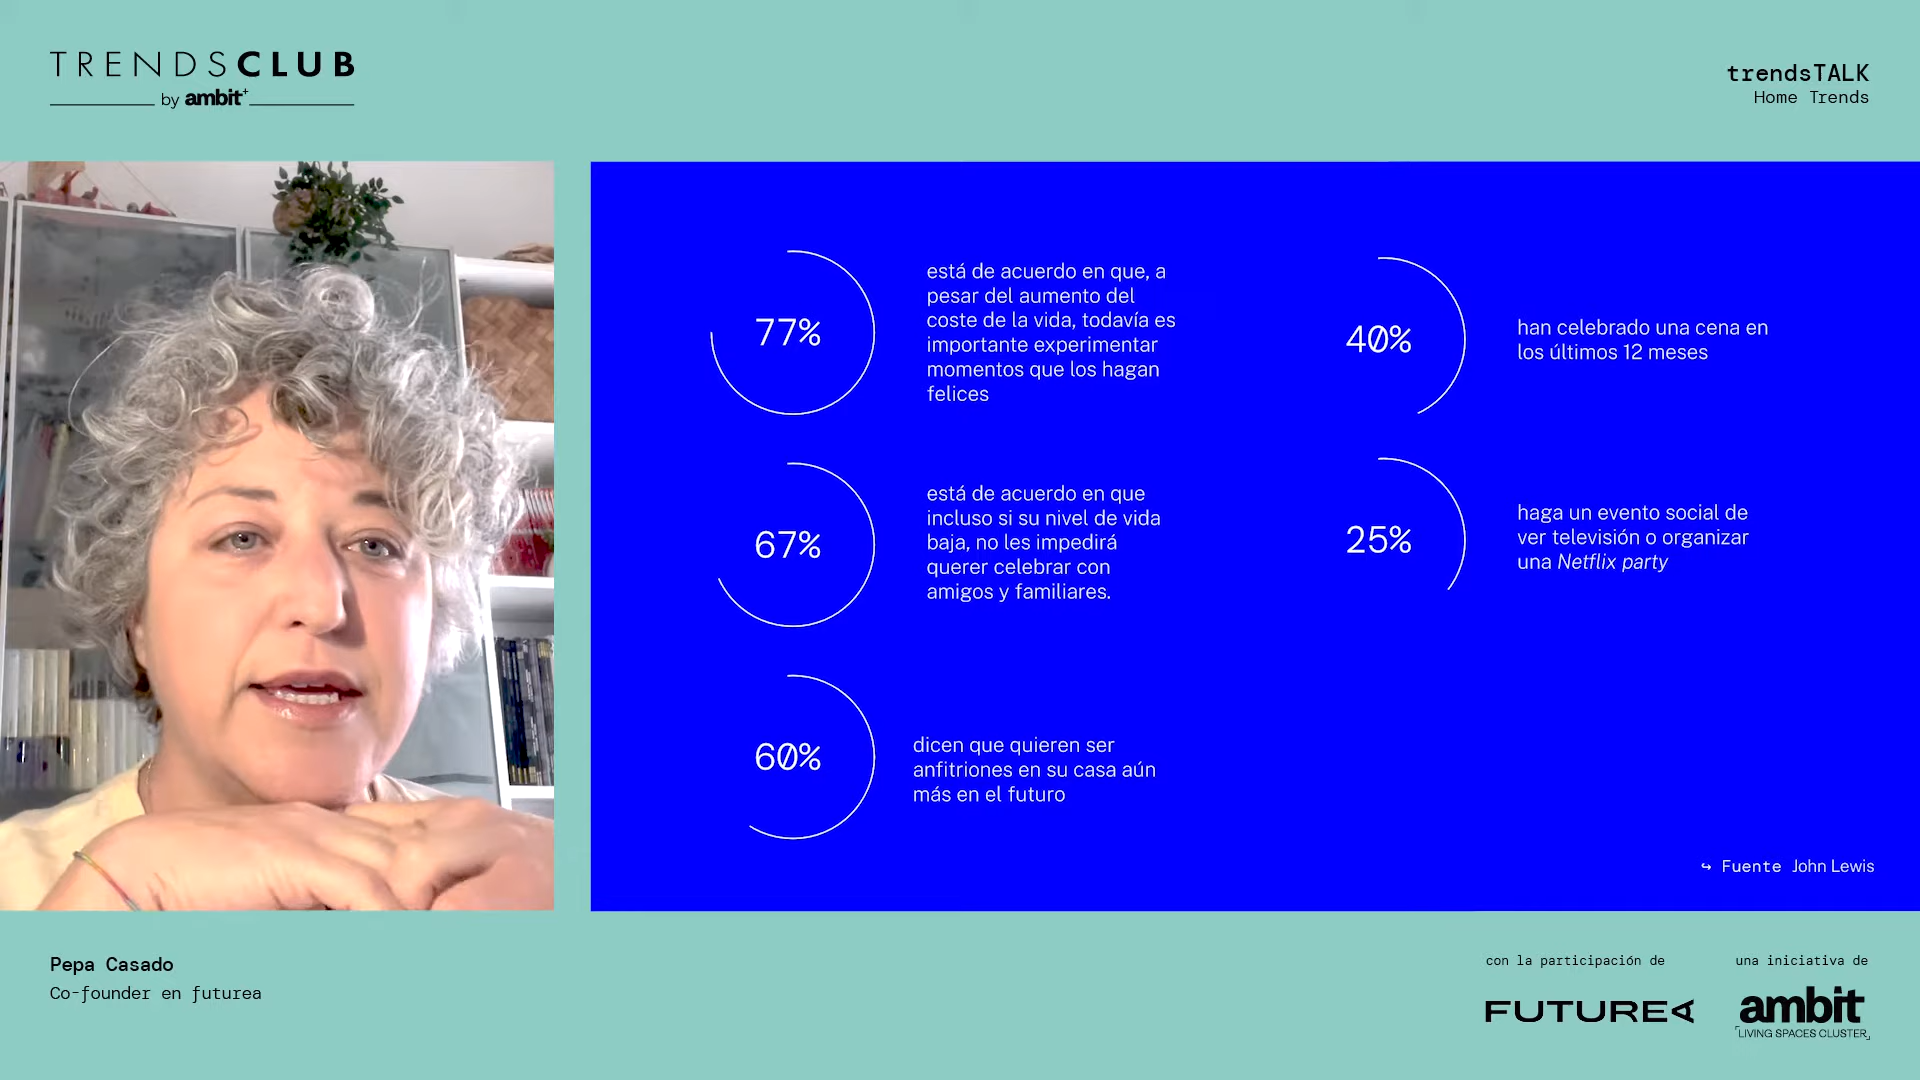 TRENDSCLUB
by ambit+
trendsTALK
Home Trends
77%
está de acuerdo en que, a
pesar del aumento del
coste de la vida, todavía es
importante experimentar
momentos que los hagan
felices
67%
está de acuerdo en que
incluso si su nivel de vida
baja, no les impedirá
querer celebrar con
amigos y familiares.
60%
dicen que quieren ser
anfitriones en su casa aún
más en el futuro
40%
han celebrado una cena en
los últimos 12 meses
25%
haga un evento social de
ver televisión o organizar
una Netflix party
↪ Fuente John Lewis
Pepa Casado
Co-founder en futurea
con la participación de
FUTUREA
una iniciativa de
ambit
LIVING SPACES CLUSTER